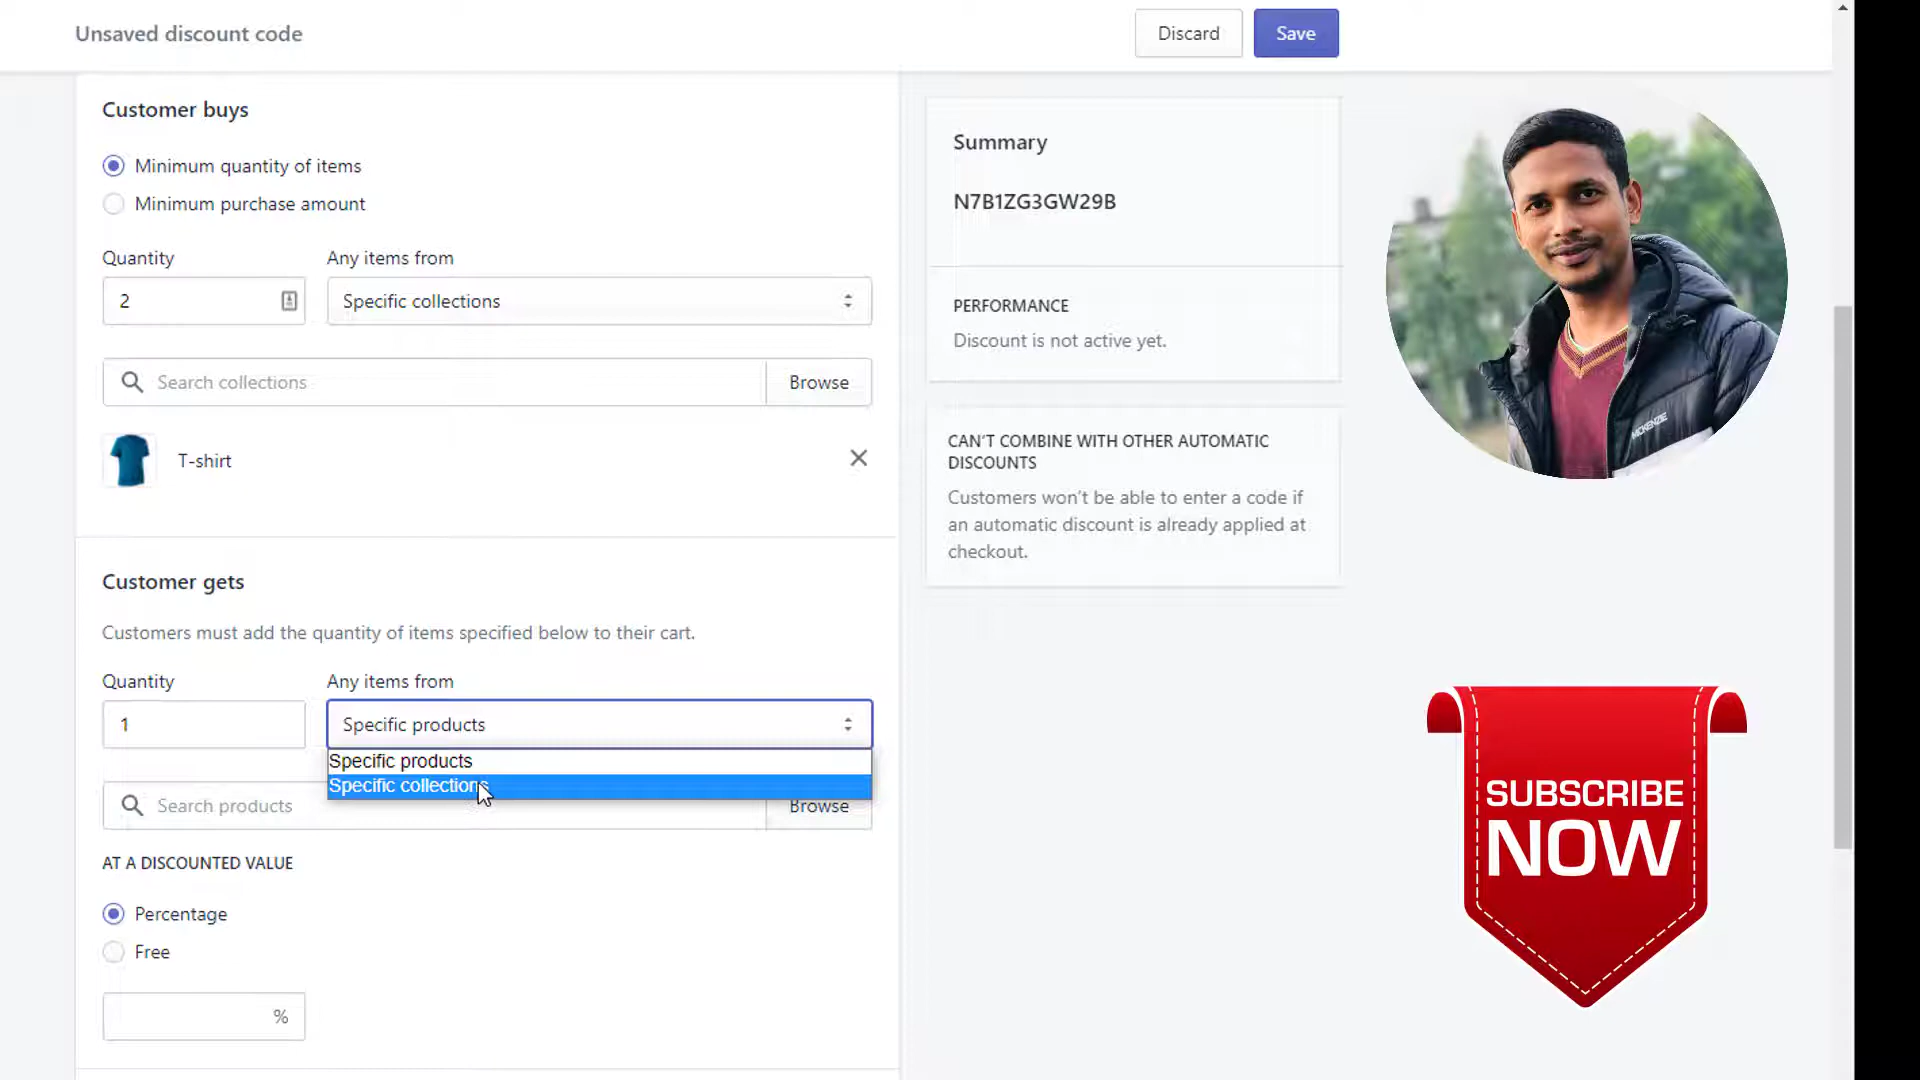 Unsaved discount code
Discard
Save
Customer buys
Minimum quantity of items
Minimum purchase amount
Quantity
Any items from
2
Specific collections
Search collections
Browse
T-shirt
Customer gets
Customers must add the quantity of items specified below to their cart.
Quantity
Any items from
1
Specific products
Specific products
Specific collections
Search products
Browse
AT A DISCOUNTED VALUE
Percentage
Free
%
Summary
N7B1ZG3GW29B
PERFORMANCE
Discount is not active yet.
CAN'T COMBINE WITH OTHER AUTOMATIC
DISCOUNTS
Customers won't be able to enter a code if
an automatic discount is already applied at
checkout.
MCKENZIE
SUBSCRIBE
NOW